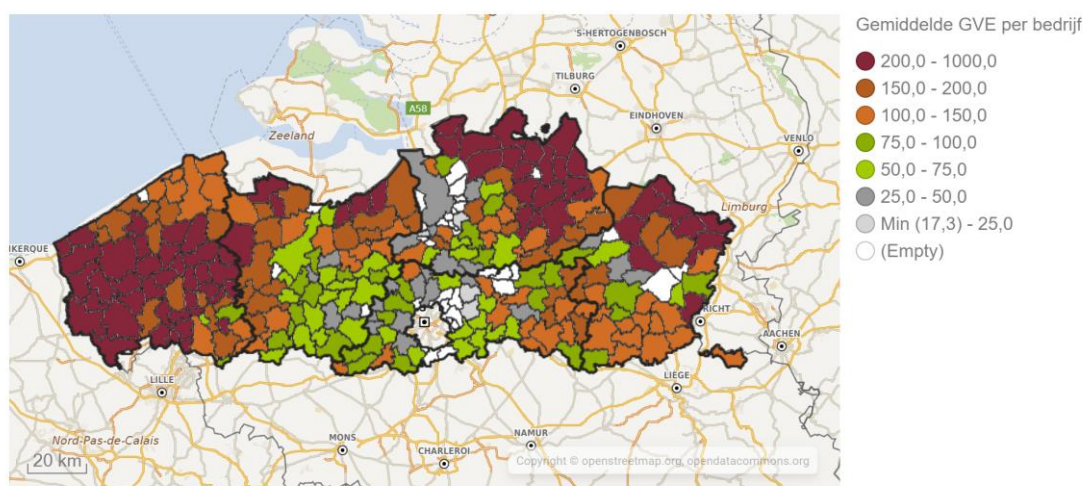 Gemiddelde GVE per bedrijf
200,0 - 1000,0
150,0 - 200,0
100,0 - 150,0
75,0 - 100,0
50,0 - 75,0
25,0 - 50,0
Min (17,3) - 25,0
(Empty)
'S-HERTOGENBOSCH
TILBURG
A58
EINDHOVEN
Zeeland
VENLO
Limburg
NKERQUE
RICHT
AACHEN
LILLE
LIÈGE
Nord-Pas-de-Calais
MONS
NAMUR
CHARLEROI
20 km
Copyright © openstreetmap.org, opendatacommons.org